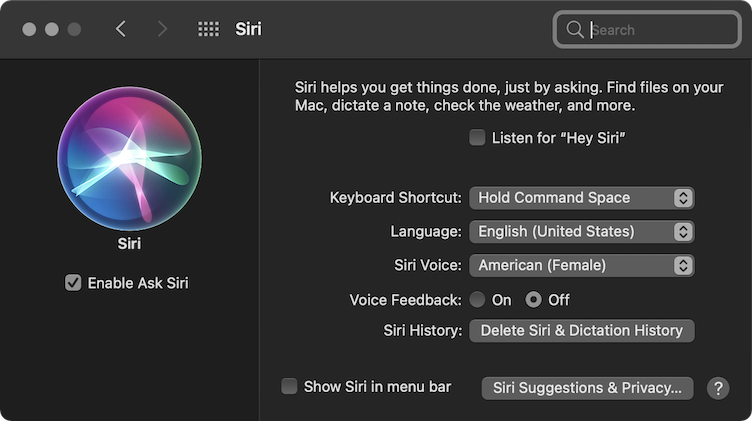 Siri
Search
Siri helps you get things done, just by asking. Find files on your
Mac, dictate a note, check the weather, and more.
Listen for “Hey Siri”
Siri
Enable Ask Siri
Keyboard Shortcut: Hold Command Space
Language: English (United States)
Siri Voice: American (Female)
Voice Feedback: On Off
Siri History: Delete Siri & Dictation History
Show Siri in menu bar Siri Suggestions & Privacy... ?